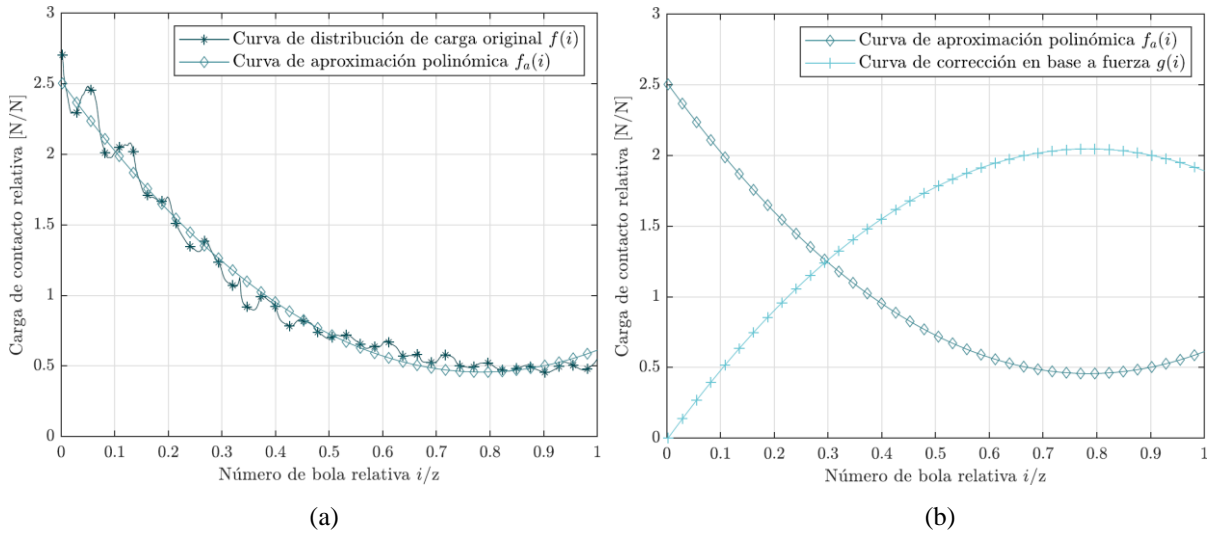 3
2.5
2
1.5
1
0.5
0
Carga de contacto relativa [N/N]
Curva de distribución de carga original f(i)
Curva de aproximación polinómica fₐ(i)
0 0.1 0.2 0.3 0.4 0.5 0.6 0.7 0.8 0.9 1
Número de bola relativa i/z
(a)
3
2.5
2
1.5
1
0.5
0
Carga de contacto relativa [N/N]
Curva de aproximación polinómica fₐ(i)
Curva de corrección en base a fuerza g(i)
0 0.1 0.2 0.3 0.4 0.5 0.6 0.7 0.8 0.9 1
Número de bola relativa i/z
(b)